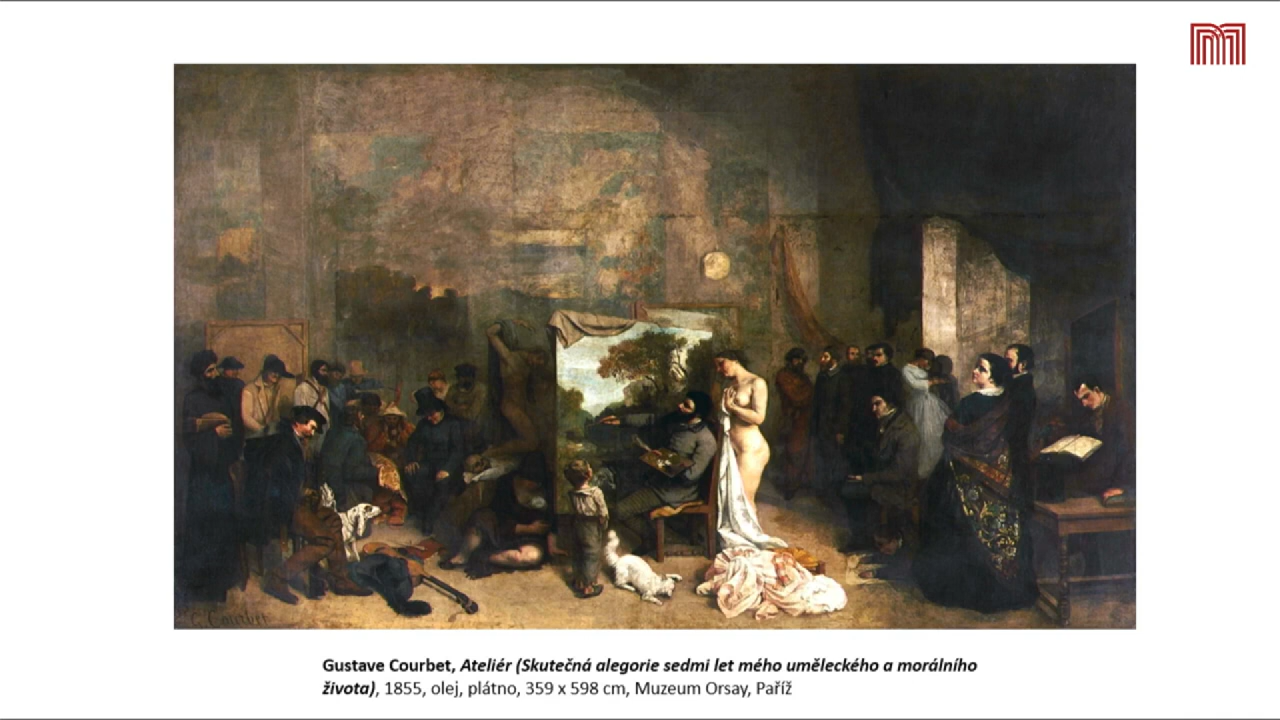 G. Courbet
Gustave Courbet, Ateliér (Skutečná alegorie sedmi let mého uměleckého a morálního
života), 1855, olej, plátno, 359 x 598 cm, Muzeum Orsay, Paříž